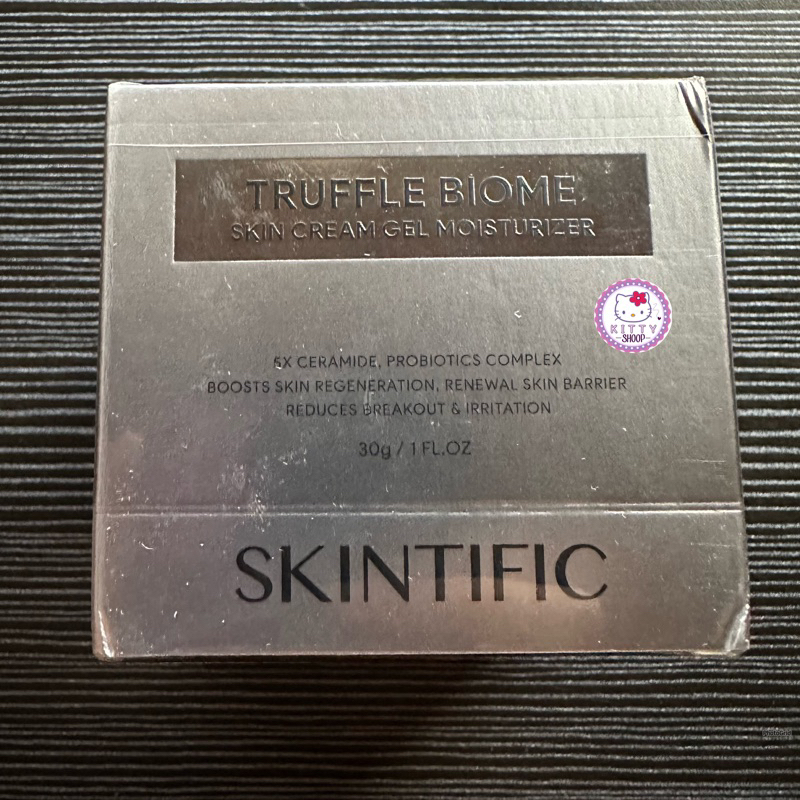 TRUFFLE BIOME
SKIN CREAM GEL MOISTURIZER
KITTY
SHOOP
5X CERAMIDE, PROBIOTICS COMPLEX
BOOSTS SKIN REGENERATION, RENEWAL SKIN BARRIER
REDUCES BREAKOUT & IRRITATION
30g / 1 FL.OZ
SKINTIFIC